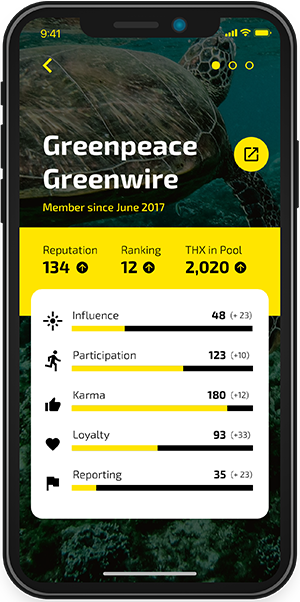 9:41
Greenpeace
Greenwire
Member since June 2017
Reputation Ranking THX in Pool
134 12 2,020
Influence 48 (+ 23)
Participation 123 (+10)
Karma 180 (+12)
Loyalty 93 (+33)
Reporting 35 (+ 23)